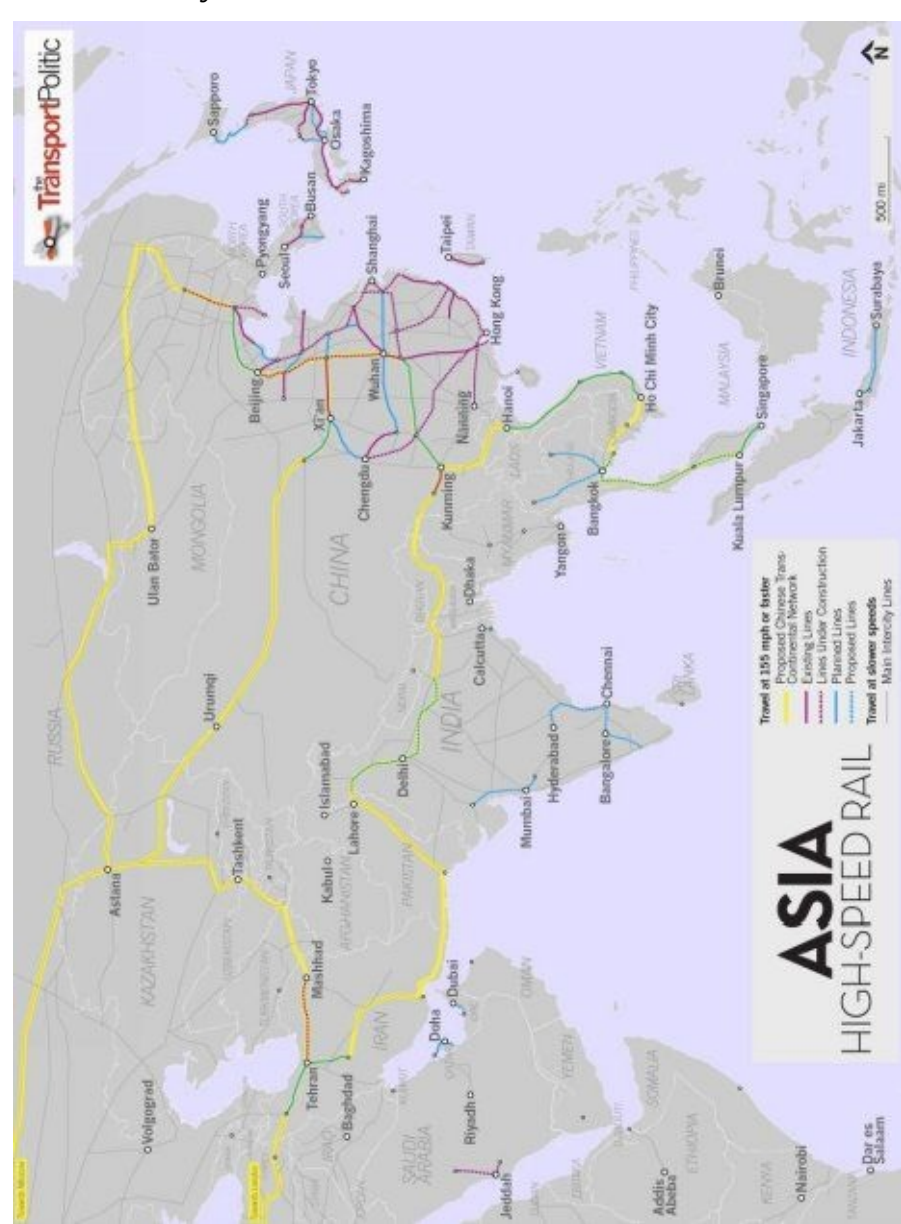 the
TransportPolitic
N
500 mi
ASIA
HIGH-SPEED RAIL
Travel at 155 mph or faster
Proposed Chinese Trans-
Continental Network
Existing Lines
Lines Under Construction
Planned Lines
Proposed Lines
Travel at slower speeds
Main Intercity Lines
RUSSIA
KAZAKHSTAN
MONGOLIA
CHINA
JAPAN
INDIA
IRAN
AFGHANISTAN
PAKISTAN
SAUDI
ARABIA
YEMEN
OMAN
SOMALIA
ETHIOPIA
MYANMAR
LAOS
VIETNAM
PHILIPPINES
MALAYSIA
INDONESIA
TAIWAN
Volgograd
Astana
Ulan Bator
Urumqi
Tashkent
Mashhad
Tehran
Baghdad
Kabul
Islamabad
Lahore
Delhi
Doha
Dubai
Riyadh
Jeddah
Addis
Abeba
Nairobi
Dar es
Salaam
Mumbai
Hyderabad
Bangalore
Chennai
Calcutta
Dhaka
Yangon
Bangkok
Kuala Lumpur
Singapore
Jakarta
Surabaya
Brunei
Ho Chi Minh City
Hanoi
Nanning
Kunming
Chengdu
Xi'an
Wuhan
Beijing
Shanghai
Hong Kong
Taipei
Pyongyang
Seoul
Busan
Sapporo
Tokyo
Osaka
Kagoshima